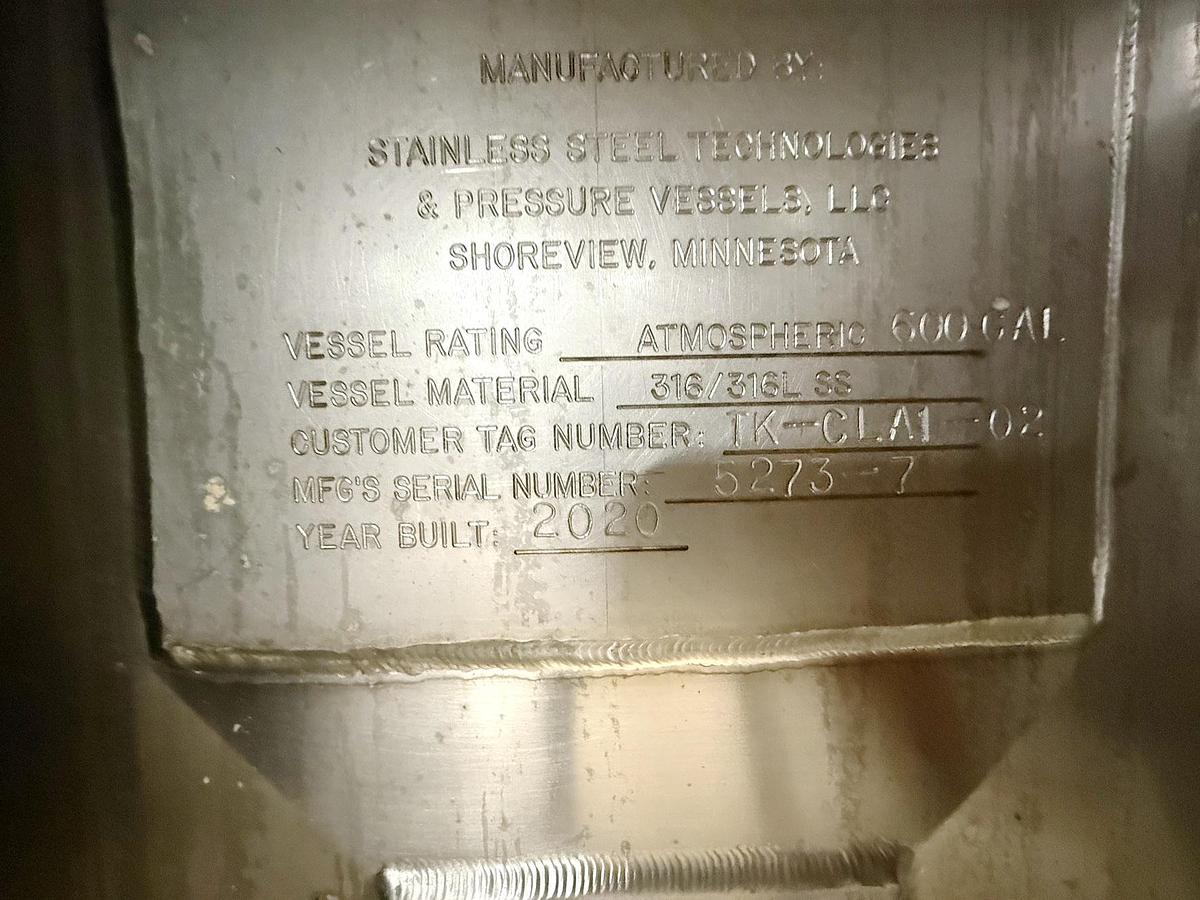 MANUFACTURED BY:
STAINLESS STEEL TECHNOLOGIES
& PRESSURE VESSELS, LLC
SHOREVIEW, MINNESOTA
VESSEL RATING ATMOSPHERIC 600 GAL.
VESSEL MATERIAL 316/316L SS
CUSTOMER TAG NUMBER: TK-CLA1-02
MFG'S SERIAL NUMBER: 5273-7
YEAR BUILT: 2020